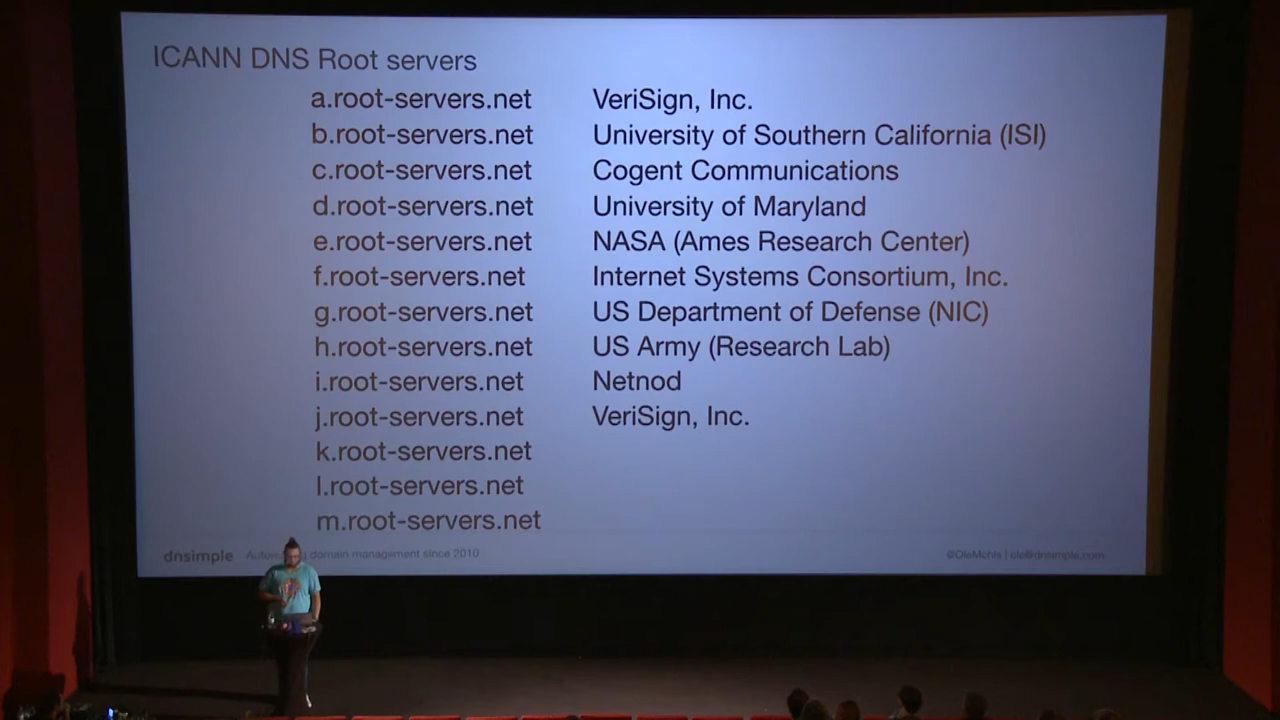 ICANN DNS Root servers
a.root-servers.net VeriSign, Inc.
b.root-servers.net University of Southern California (ISI)
c.root-servers.net Cogent Communications
d.root-servers.net University of Maryland
e.root-servers.net NASA (Ames Research Center)
f.root-servers.net Internet Systems Consortium, Inc.
g.root-servers.net US Department of Defense (NIC)
h.root-servers.net US Army (Research Lab)
i.root-servers.net Netnod
j.root-servers.net VeriSign, Inc.
k.root-servers.net
l.root-servers.net
m.root-servers.net
dnsimple domain management since 2010 @OleMchls | ole@dnsimple.com